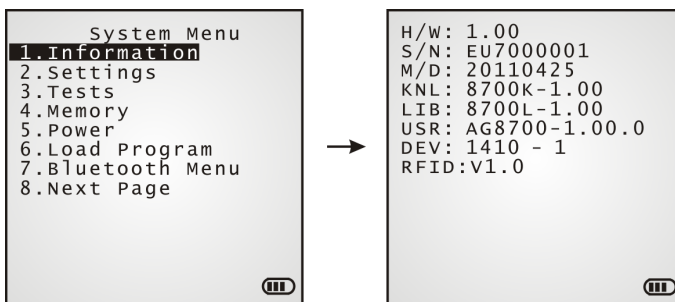 System Menu
1.Information
2.Settings
3.Tests
4.Memory
5.Power
6.Load Program
7.Bluetooth Menu
8.Next Page
H/W: 1.00
S/N: EU7000001
M/D: 20110425
KNL: 8700K-1.00
LIB: 8700L-1.00
USR: AG8700-1.00.0
DEV: 1410 - 1
RFID:V1.0